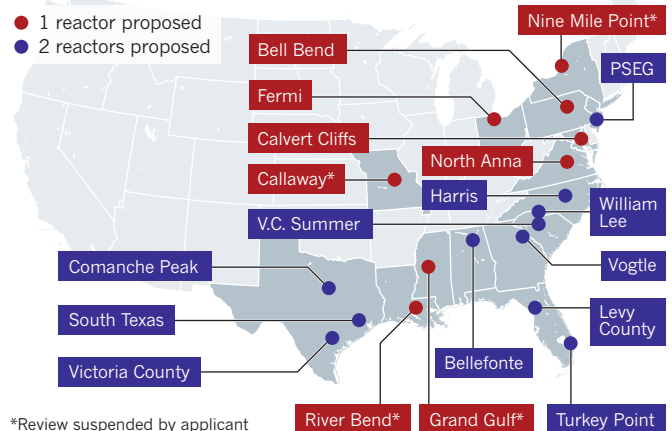 1 reactor proposed
2 reactors proposed
Nine Mile Point*
Bell Bend
PSEG
Fermi
Calvert Cliffs
North Anna
Callaway*
Harris
William
Lee
V.C. Summer
Comanche Peak
Vogtle
South Texas
Levy
County
Victoria County
Bellefonte
River Bend*
Grand Gulf*
Turkey Point
*Review suspended by applicant